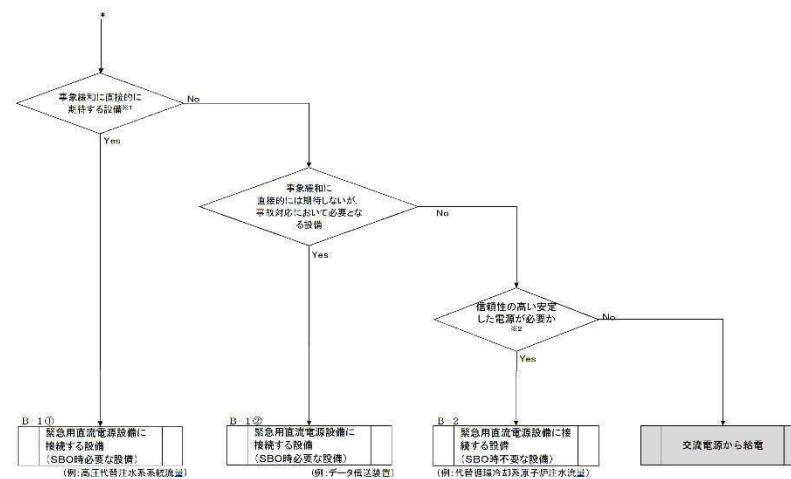 *
事象緩和に直接的に
期待する設備※1
No
Yes
事象緩和に
直接的には期待しないが、
事故対応において必要とな
る設備
No
Yes
信頼性の高い安定
した電源が必要か
※2
No
Yes
B-1①
緊急用直流電源設備に
接続する設備
(SBO時必要な設備)
(例:高圧代替注水系系統流量)
B-1②
緊急用直流電源設備に
接続する設備
(SBO時必要な設備)
(例:データ伝送装置)
B-2
緊急用直流電源設備に接
続する設備
(SBO時不要な設備)
(例:代替循環冷却系原子炉注水流量)
交流電源から給電